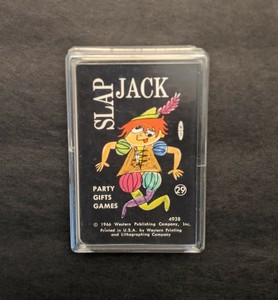 SLAP JACK
PARTY
GIFTS
GAMES
29
4938
© 1966 Western Publishing Company, Inc.
Printed in U.S.A. by Western Printing
and Lithographing Company